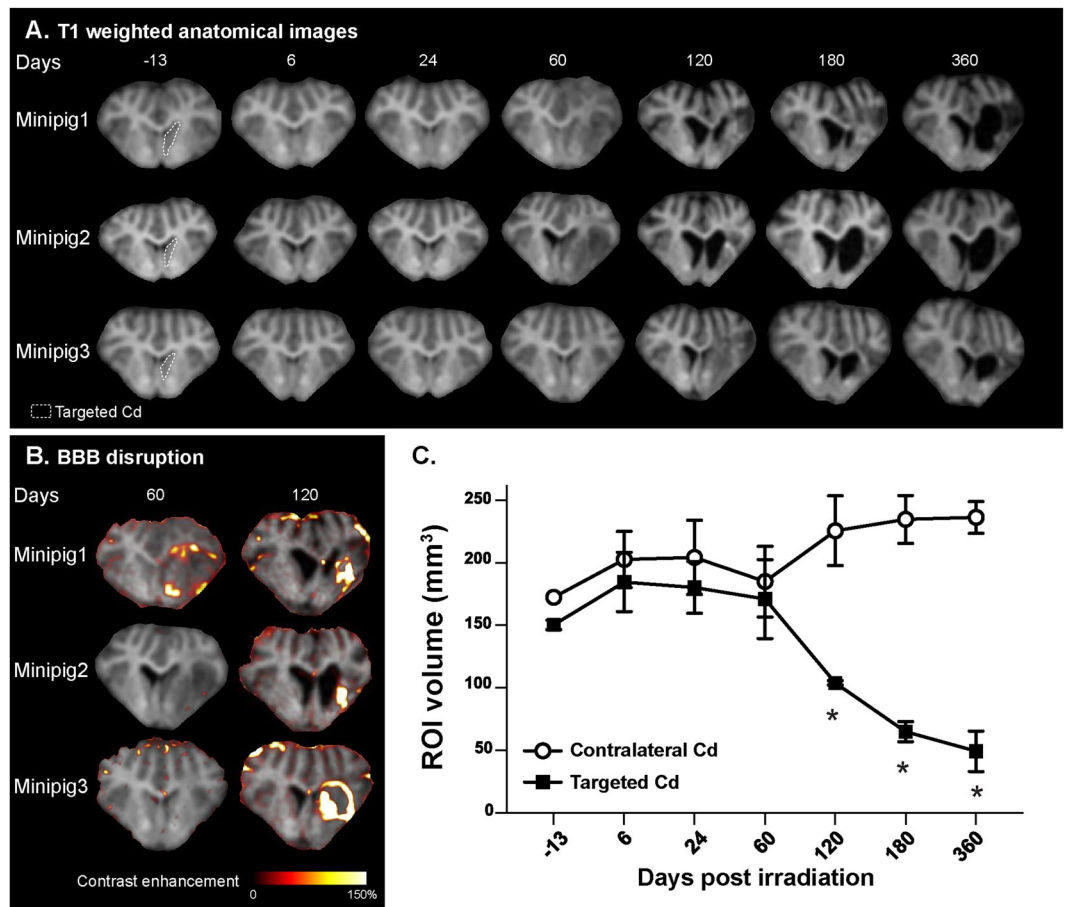 A. T1 weighted anatomical images
Days -13 6 24 60 120 180 360
Minipig1
Minipig2
Minipig3
Targeted Cd
B. BBB disruption
Days 60 120
Minipig1
Minipig2
Minipig3
Contrast enhancement
0 150%
C.
ROI volume (mm³)
250
200
150
100
50
0
Contralateral Cd
Targeted Cd
*
*
*
-13 6 24 60 120 180 360
Days post irradiation